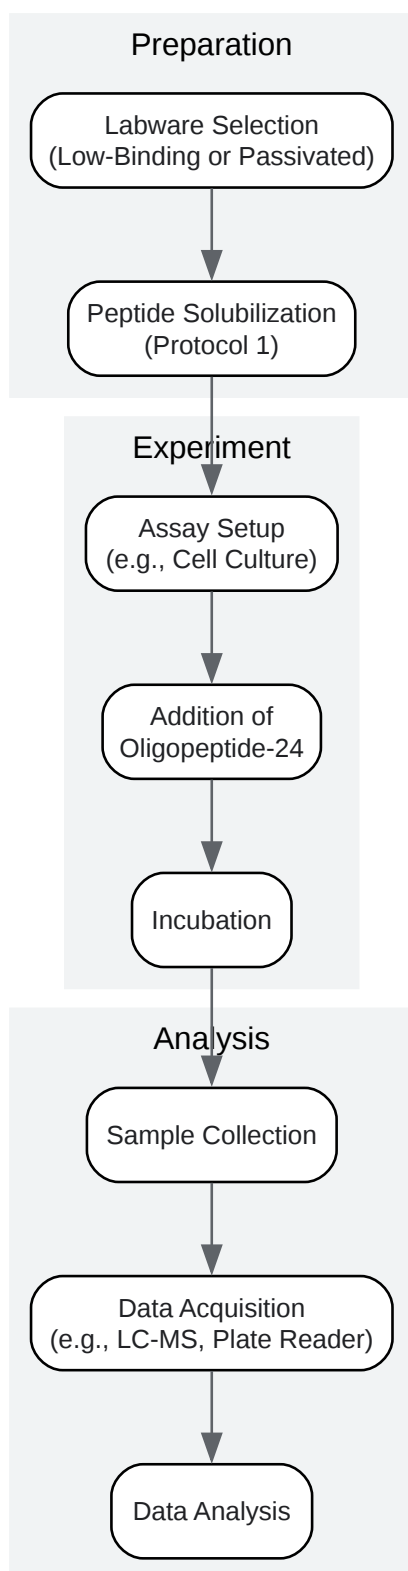 Preparation
Labware Selection
(Low-Binding or Passivated)
Peptide Solubilization
(Protocol 1)
Experiment
Assay Setup
(e.g., Cell Culture)
Addition of
Oligopeptide-24
Incubation
Analysis
Sample Collection
Data Acquisition
(e.g., LC-MS, Plate Reader)
Data Analysis